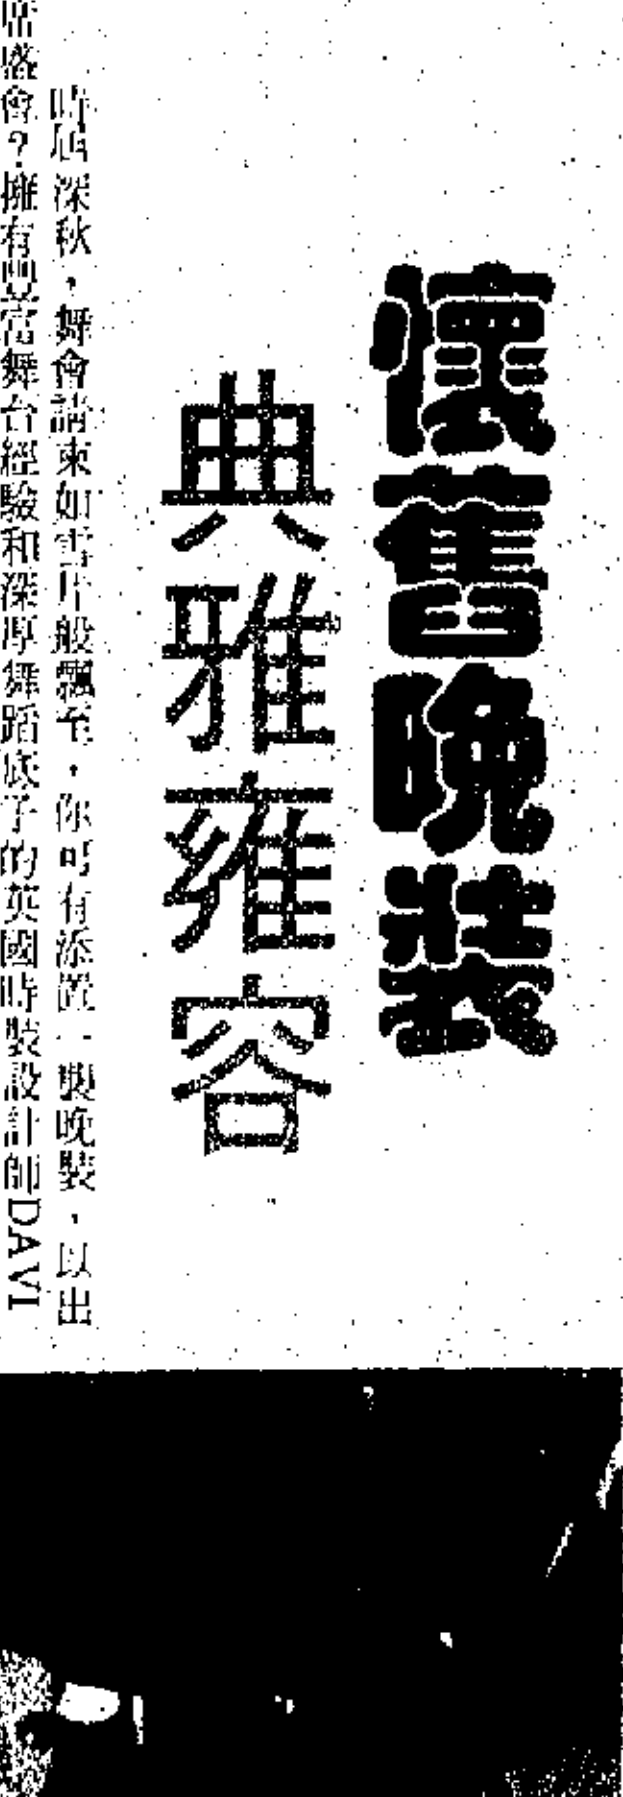 懷舊晚裝
典雅雍容
時屆深秋，舞會請柬如雪片般飄至，你可有添置一襲晚裝，以出
席盛會？擁有豐富舞台經驗和深厚舞蹈底子的英國時裝設計師DAVI